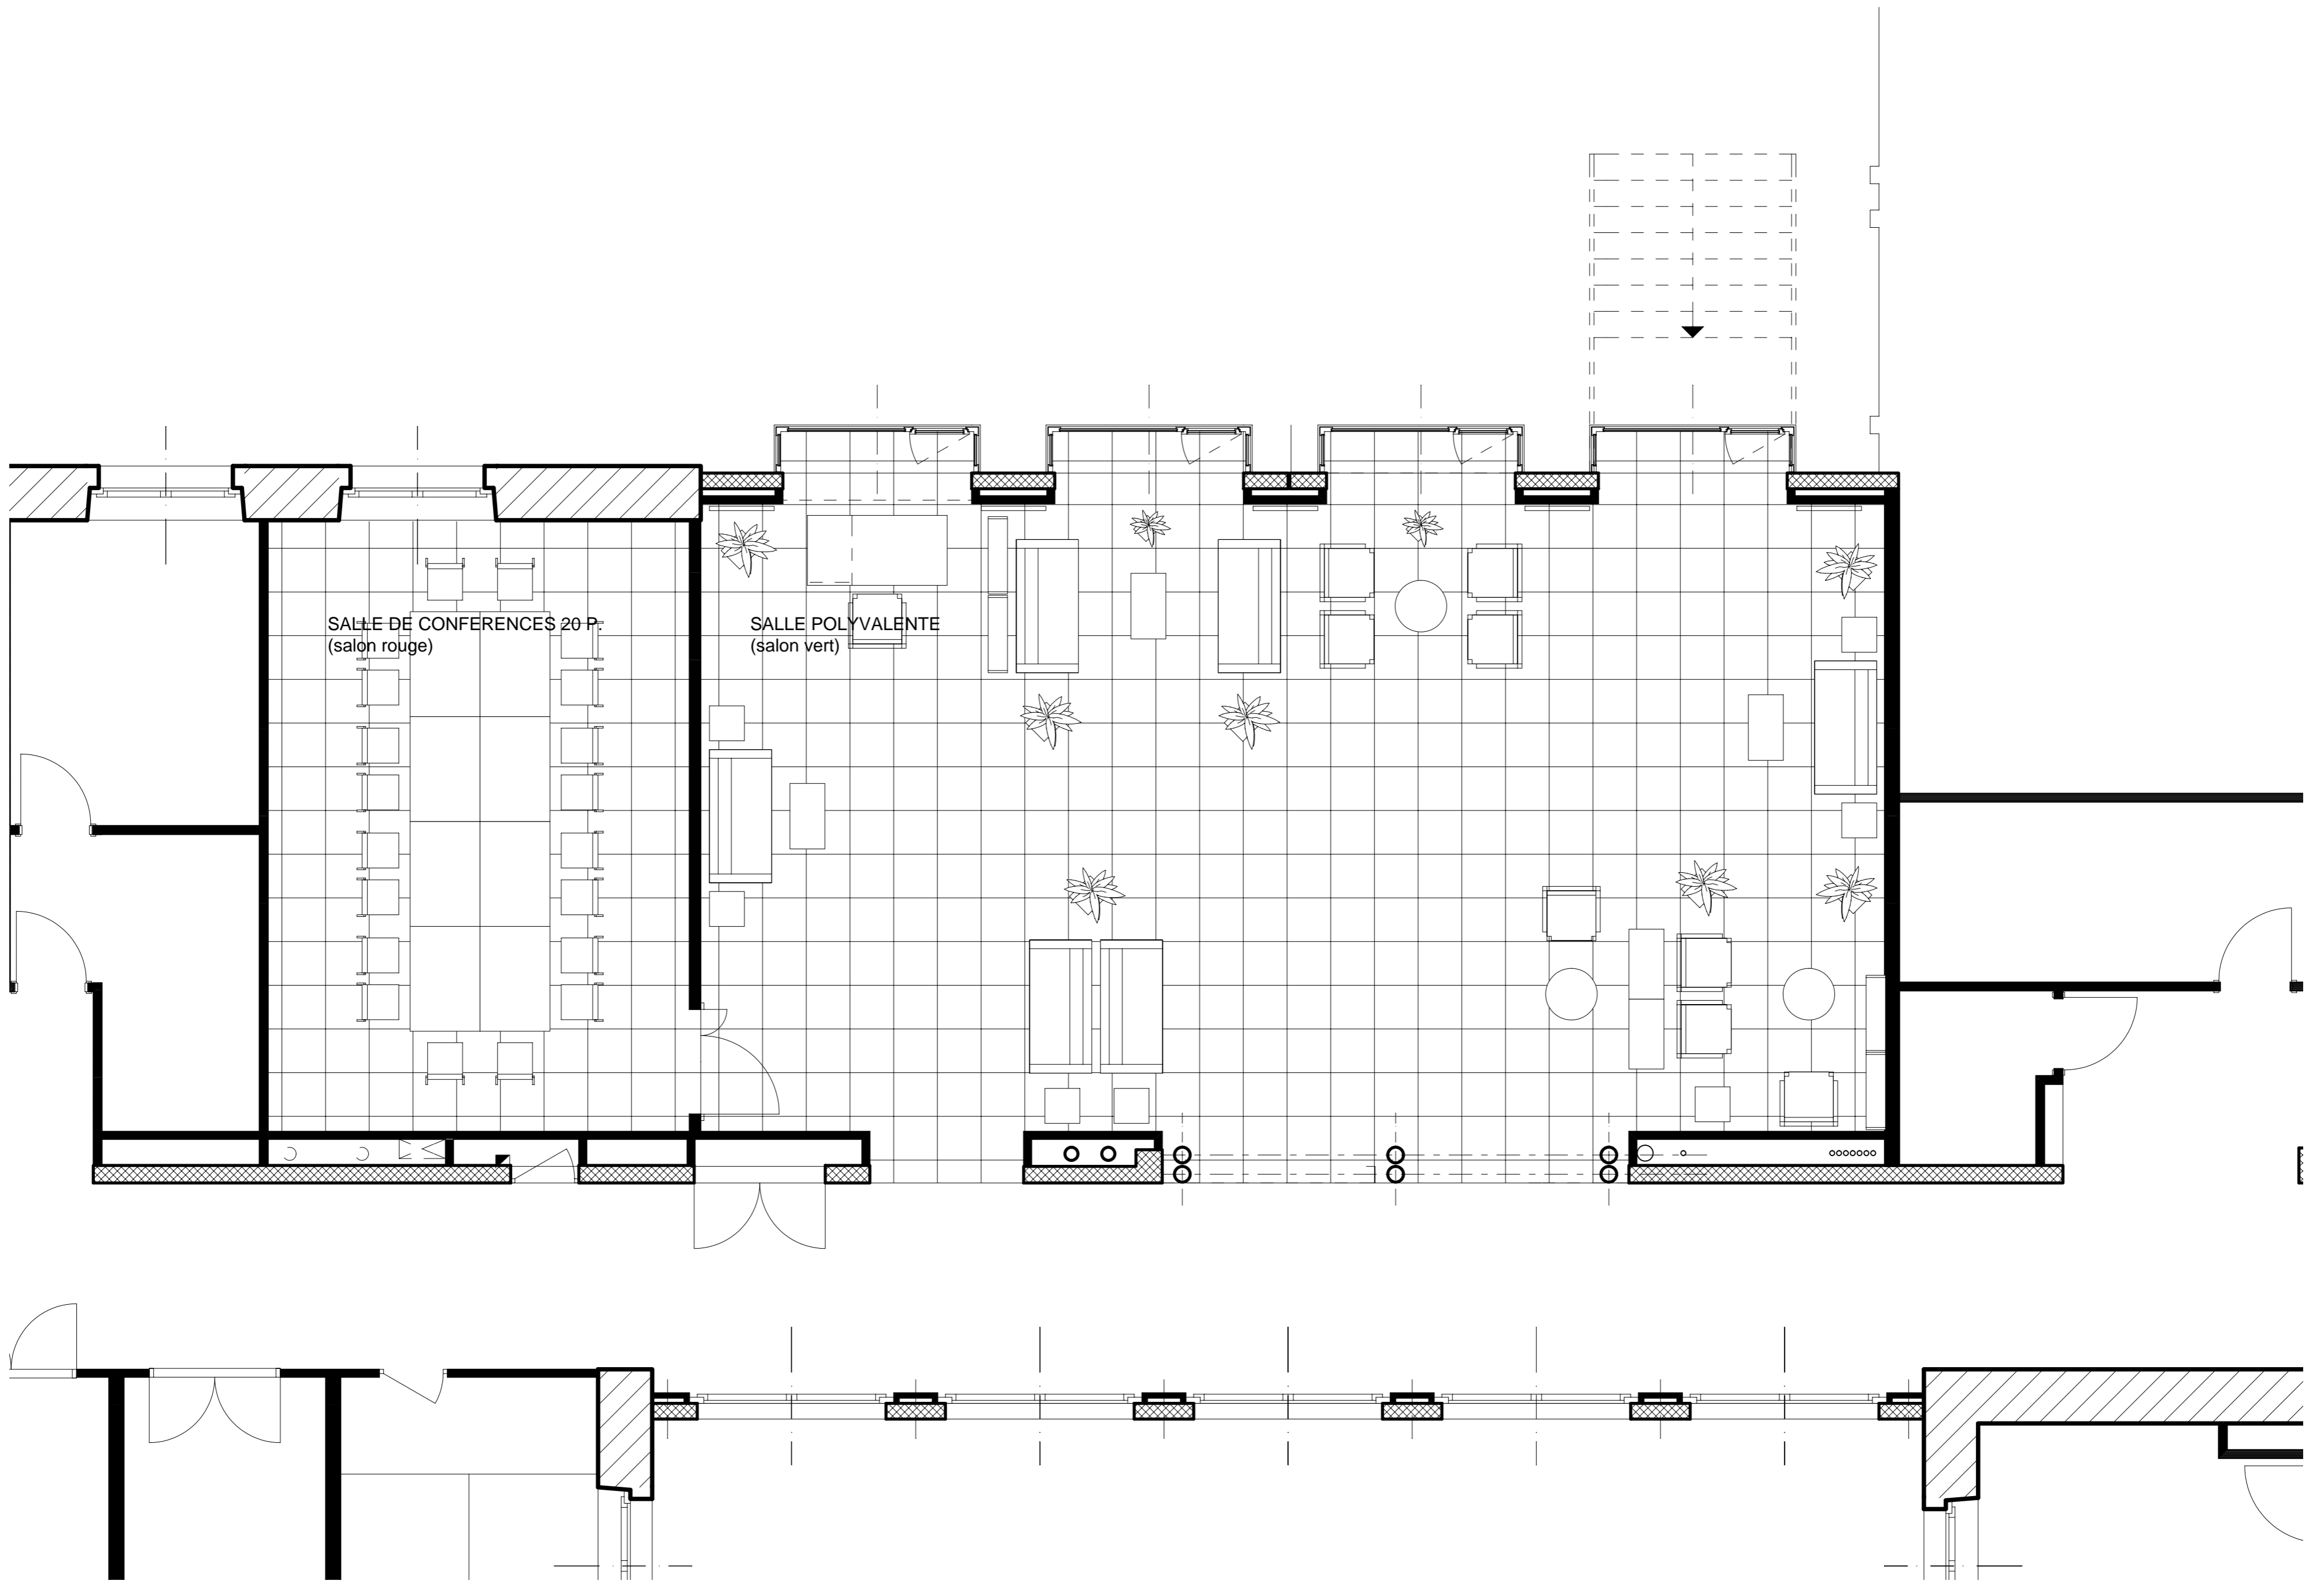 SALLE DE CONFERENCES 20 P.
(salon rouge)
SALLE POLYVALENTE
(salon vert)